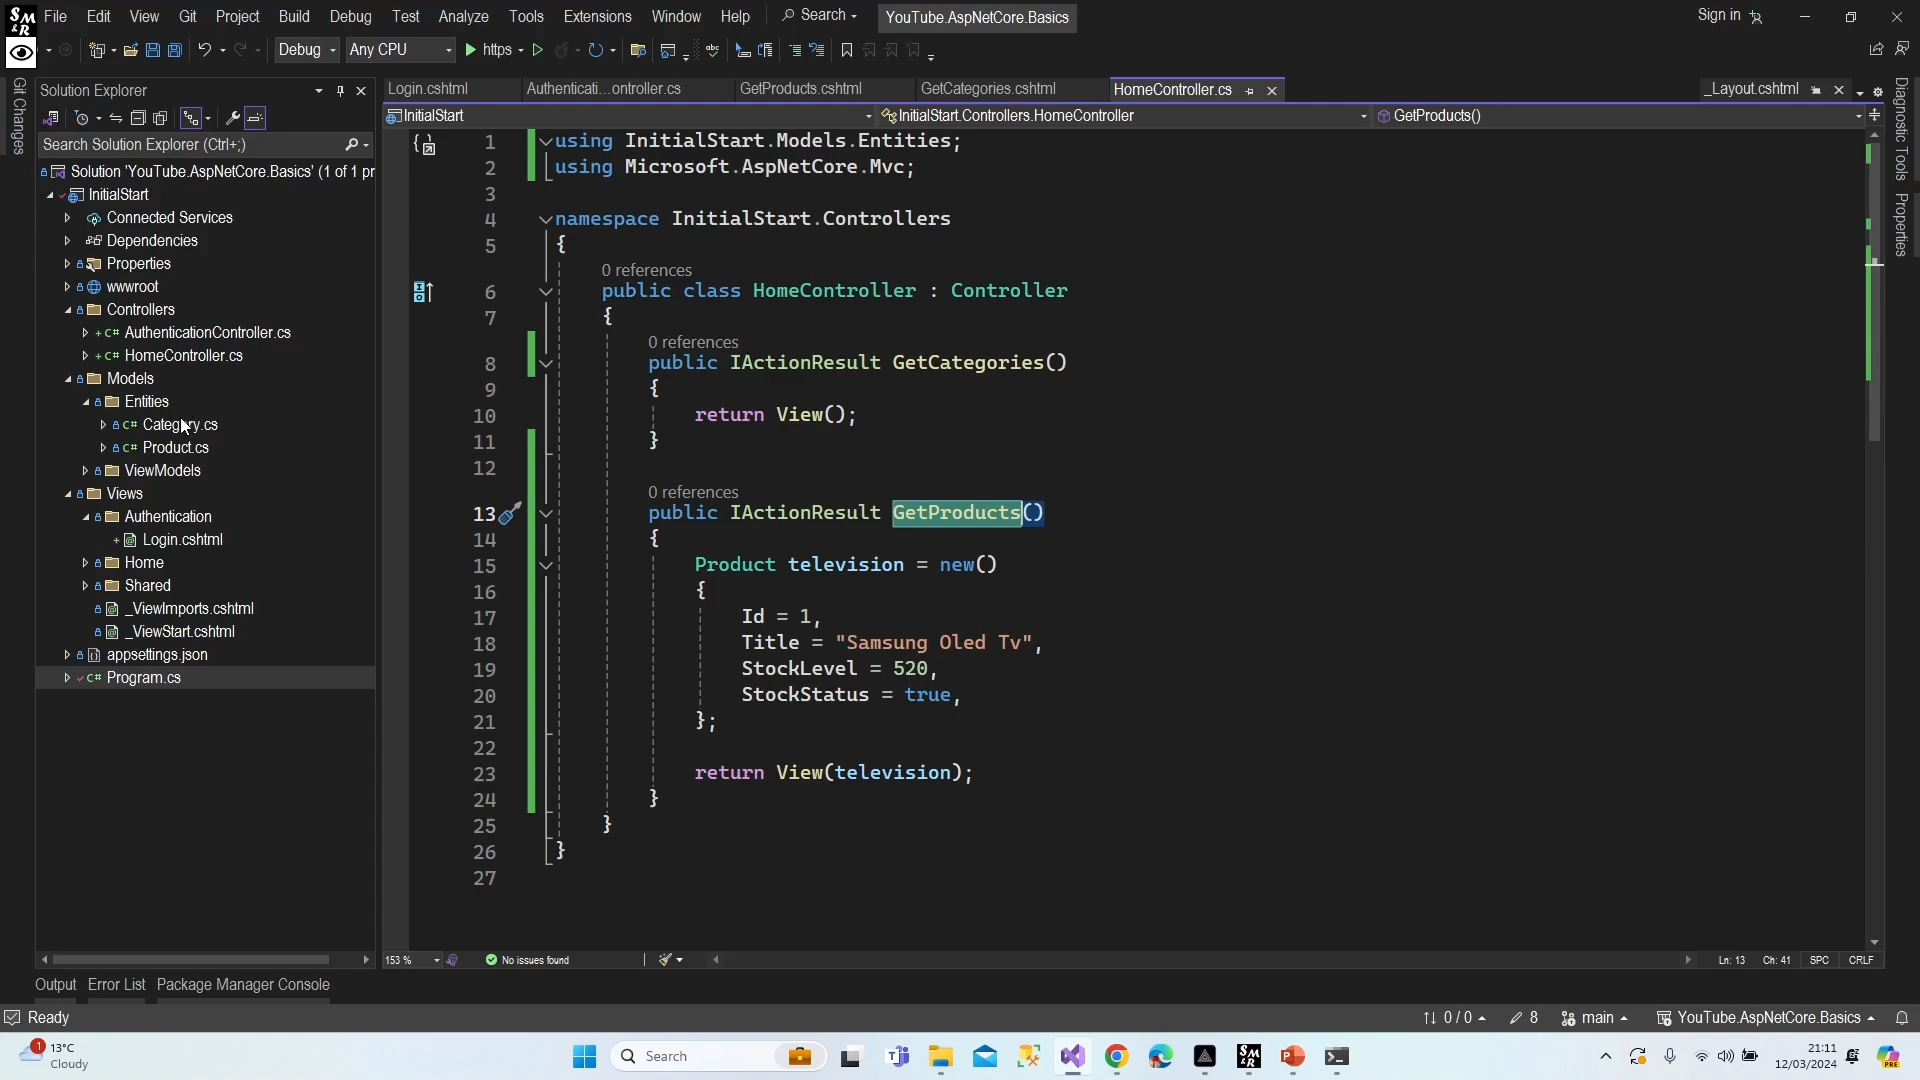 File Edit View Git Project Build Debug Test Analyze Tools Extensions Window Help Search YouTube.AspNetCore.Basics Sign in
Debug Any CPU https
Git Changes
Solution Explorer
Search Solution Explorer (Ctrl+;)
Solution 'YouTube.AspNetCore.Basics' (1 of 1 pr
InitialStart
Connected Services
Dependencies
Properties
wwwroot
Controllers
AuthenticationController.cs
HomeController.cs
Models
Entities
Category.cs
Product.cs
ViewModels
Views
Authentication
Login.cshtml
Home
Shared
_ViewImports.cshtml
_ViewStart.cshtml
appsettings.json
Program.cs
Login.cshtml Authenticati...ontroller.cs GetProducts.cshtml GetCategories.cshtml HomeController.cs _Layout.cshtml
InitialStart InitialStart.Controllers.HomeController GetProducts()
1 using InitialStart.Models.Entities;
2 using Microsoft.AspNetCore.Mvc;
3
4 namespace InitialStart.Controllers
5 {
0 references
6 public class HomeController : Controller
7 {
0 references
8 public IActionResult GetCategories()
9 {
10 return View();
11 }
12
0 references
13 public IActionResult GetProducts()
14 {
15 Product television = new()
16 {
17 Id = 1,
18 Title = "Samsung Oled Tv",
19 StockLevel = 520,
20 StockStatus = true,
21 };
22
23 return View(television);
24 }
25 }
26 }
27
Diagnostic Tools
Properties
153 % No issues found Ln: 13 Ch: 41 SPC CRLF
Output Error List Package Manager Console
Ready 0 / 0 8 main YouTube.AspNetCore.Basics
1 13°C
Cloudy
Search
21:11
12/03/2024
PRE